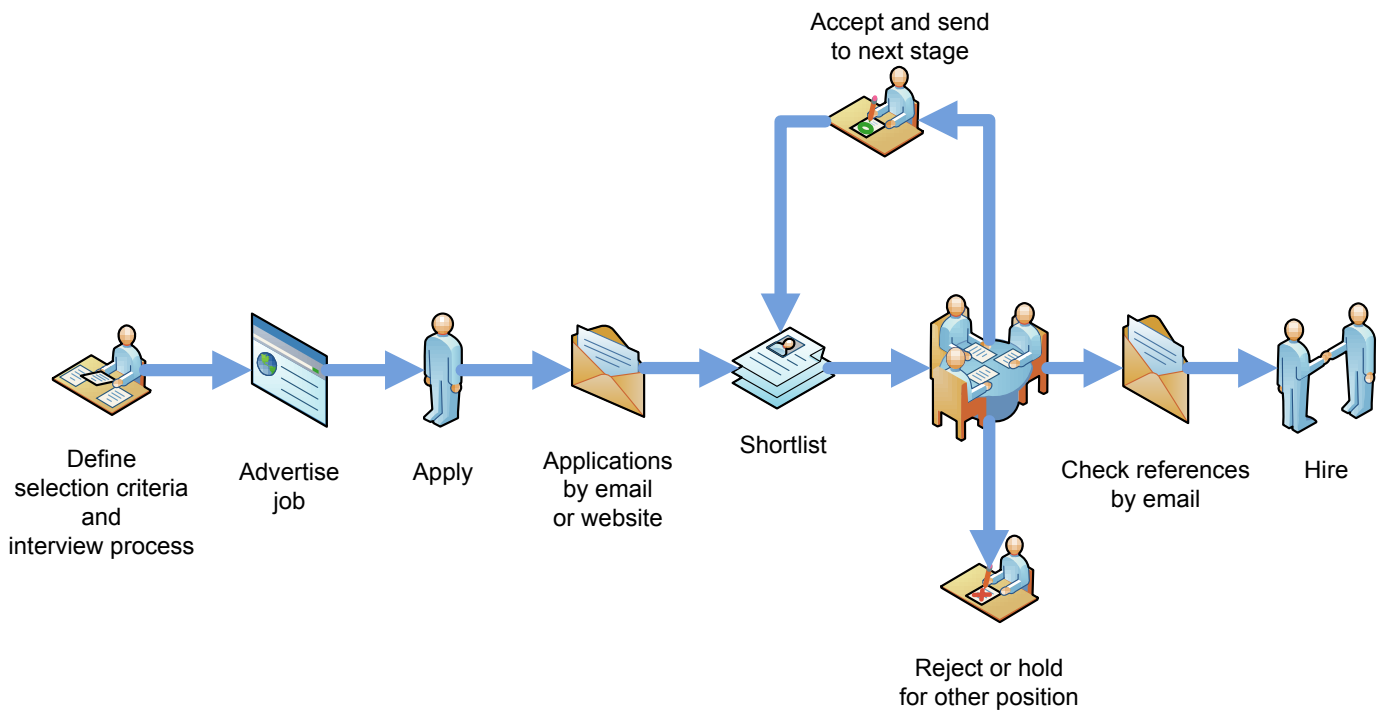 Accept and send
to next stage
Define
selection criteria
and
interview process
Advertise
job
Apply
Applications
by email
or website
Shortlist
Check references
by email
Hire
Reject or hold
for other position